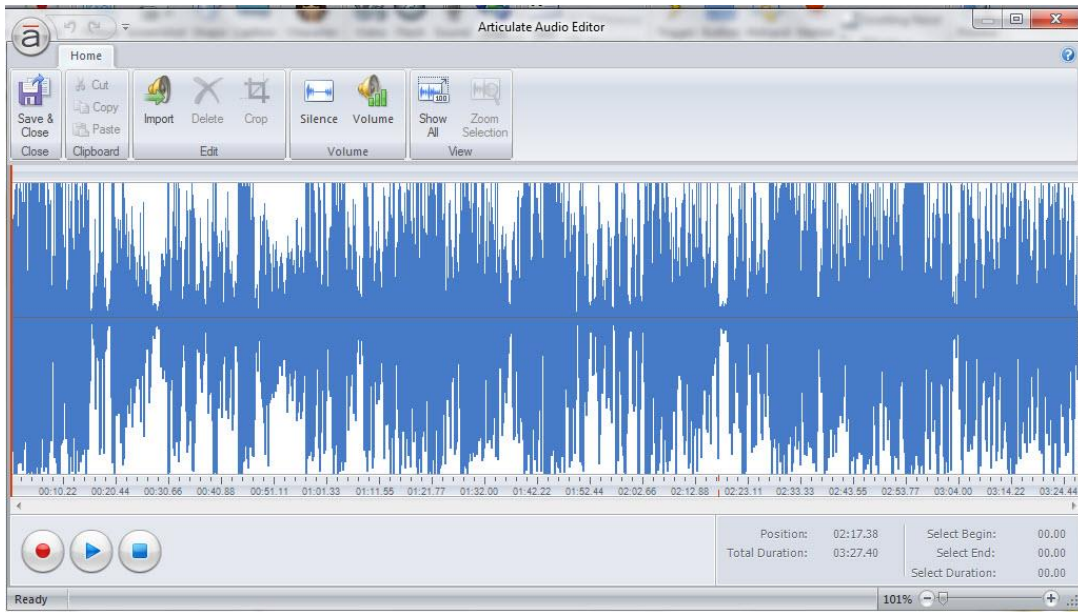 Articulate Audio Editor
Home
Save & Close
Cut
Copy
Paste
Import
Delete
Crop
Silence
Volume
Show All
100
Zoom Selection
Close
Clipboard
Edit
Volume
View
00:10.22 00:20.44 00:30.66 00:40.88 00:51.11 01:01.33 01:11.55 01:21.77 01:32.00 01:42.22 01:52.44 02:02.66 02:12.88 02:23.11 02:33.33 02:43.55 02:53.77 03:04.00 03:14.22 03:24.44
Position: 02:17.38
Total Duration: 03:27.40
Select Begin: 00.00
Select End: 00.00
Select Duration: 00.00
Ready
101%